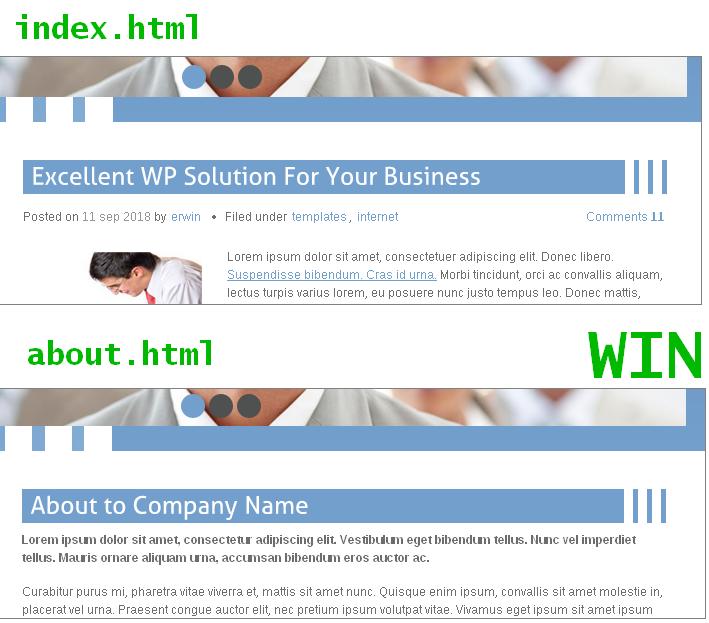 index.html
Excellent WP Solution For Your Business
Posted on 11 sep 2018 by erwin • Filed under templates, internet Comments 11
Lorem ipsum dolor sit amet, consectetuer adipiscing elit. Donec libero.
Suspendisse bibendum. Cras id urna. Morbi tincidunt, orci ac convallis aliquam,
lectus turpis varius lorem, eu posuere nunc justo tempus leo. Donec mattis,
about.html
WIN
About to Company Name
Lorem ipsum dolor sit amet, consectetur adipiscing elit. Vestibulum eget bibendum tellus. Nunc vel imperdiet
tellus. Mauris ornare aliquam urna, accumsan bibendum eros auctor ac.
Curabitur purus mi, pharetra vitae viverra et, mattis sit amet nunc. Quisque enim ipsum, convallis sit amet molestie in,
placerat vel urna. Praesent congue auctor elit, nec pretium ipsum volutpat vitae. Vivamus eget ipsum sit amet ipsum